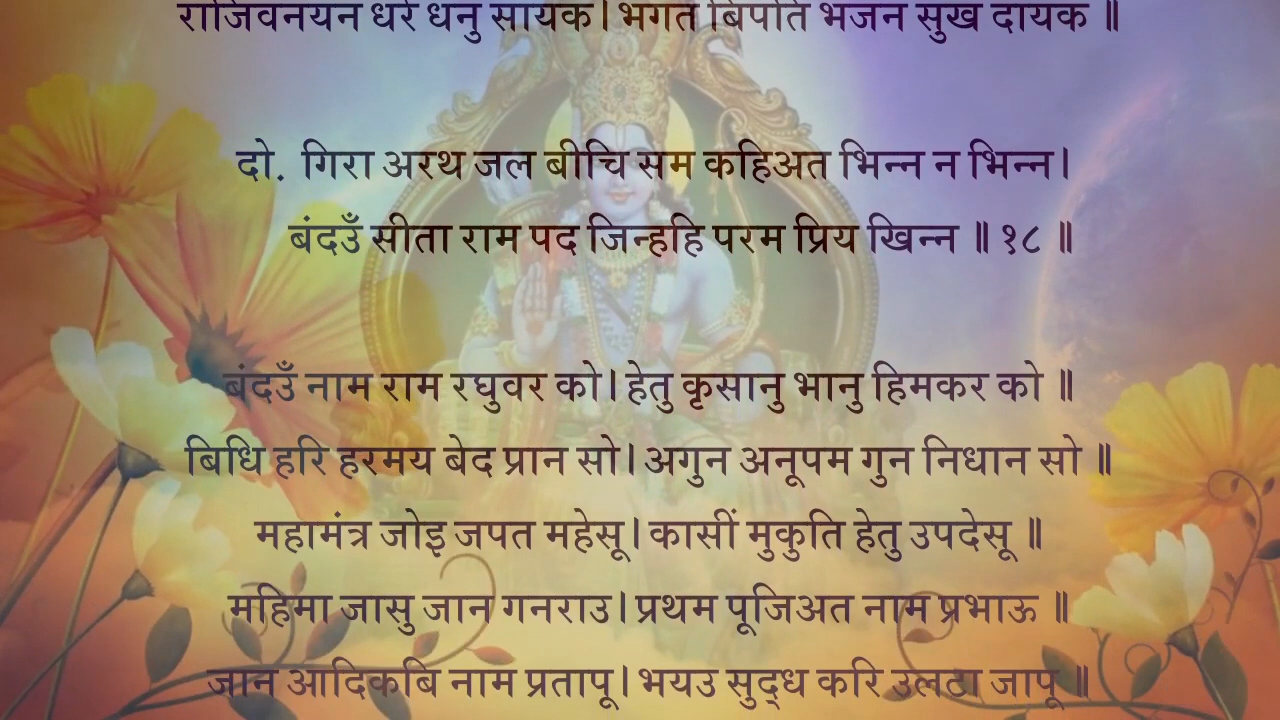 राजिवनयन धरें धनु सायक। भगत बिपति भंजन सुख दायक ॥
दो. गिरा अरथ जल बीचि सम कहिअत भिन्न न भिन्न।
बंदउँ सीता राम पद जिन्हहि परम प्रिय खिन्न ॥ १८ ॥
बंदउँ नाम राम रघुवर को। हेतु कृसानु भानु हिमकर को ॥
बिधि हरि हरमय बेद प्रान सो। अगुन अनूपम गुन निधान सो ॥
महामंत्र जोइ जपत महेसू। कासीं मुकुति हेतु उपदेसू ॥
महिमा जासु जान गनराउ। प्रथम पूजिअत नाम प्रभाऊ ॥
जान आदिकबि नाम प्रतापू। भयउ सुद्ध करि उलटा जापू ॥